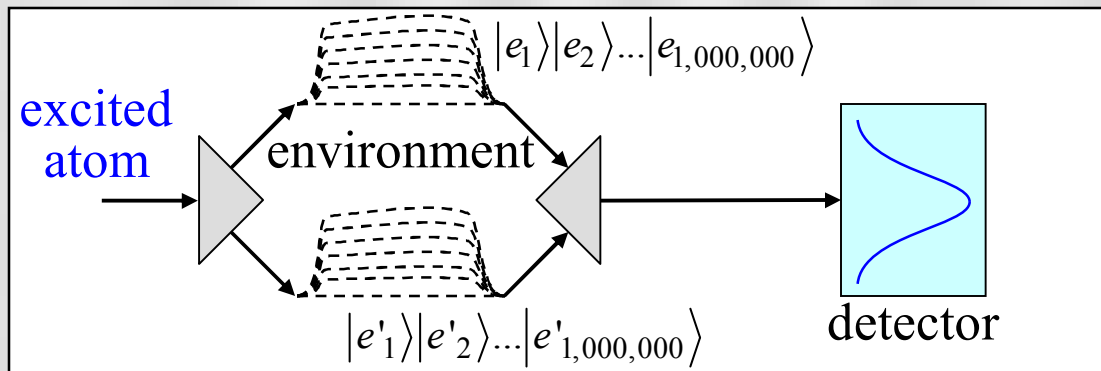 |e₁⟩|e₂⟩...|e₁,₀₀₀,₀₀₀⟩
excited
atom
environment
|e'₁⟩|e'₂⟩...|e'₁,₀₀₀,₀₀₀⟩
detector